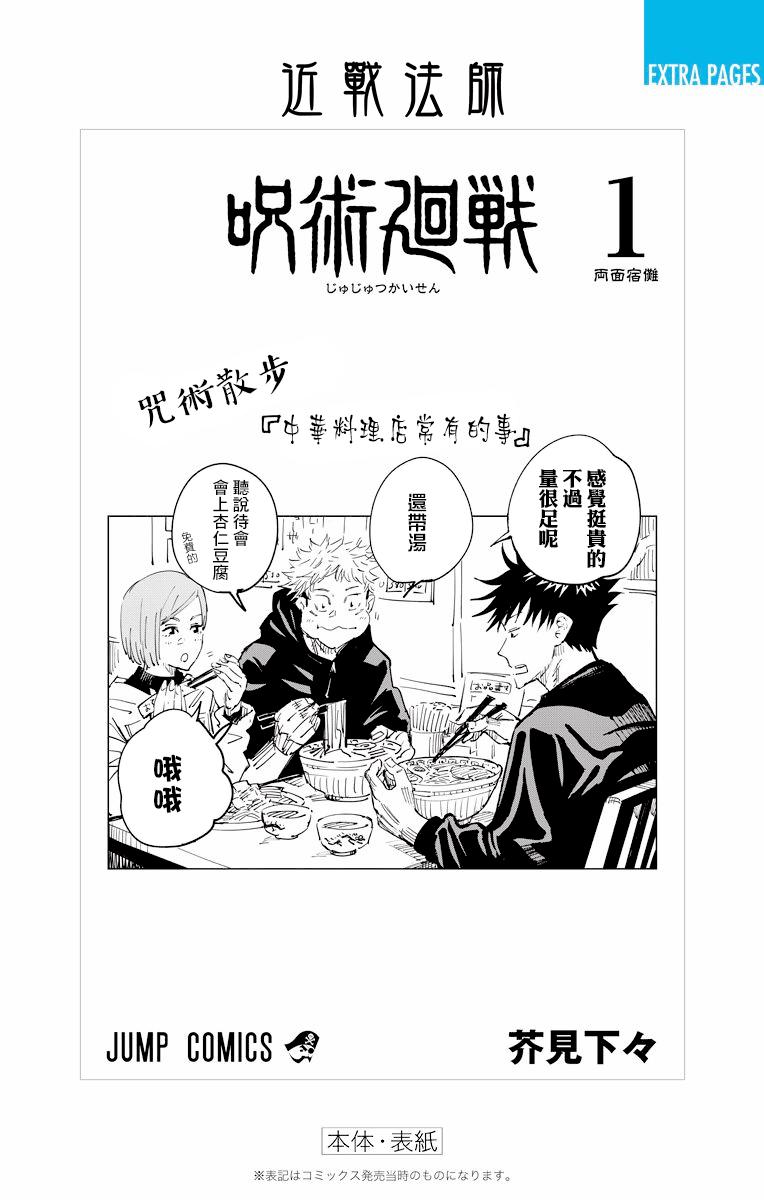 EXTRA PAGES
近戰法師
呪術廻戦
1
じゅじゅつかいせん
両面宿儺
咒術散步
『中華料理店常有的事』
感覺挺貴的
不過
量很足呢
還帶湯
聽說待會
會上杏仁豆腐
免費的
哦
哦
JUMP COMICS
芥見下々
本体・表紙
※表記はコミックス発売当時のものになります。